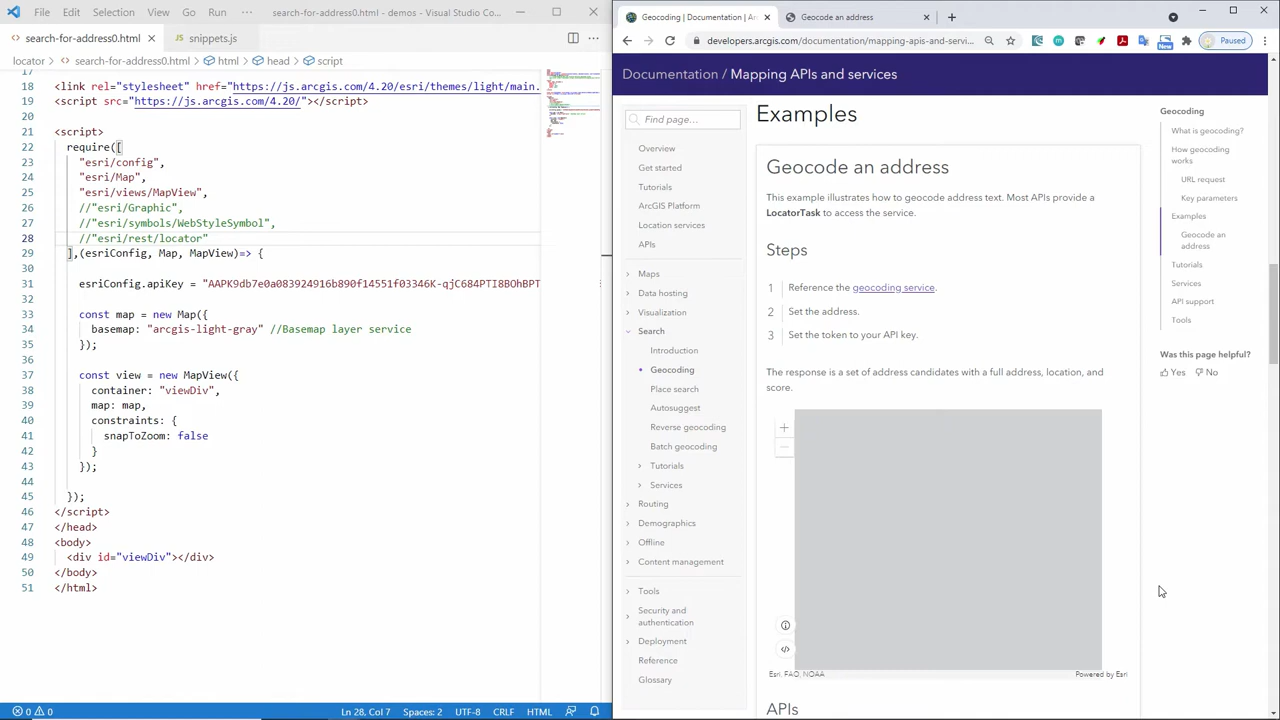 File Edit Selection View Go Run ... search-for-address0.html - demos - Visual Studio Co...
search-for-address0.html
snippets.js
locator > search-for-address0.html > html > head > script
<link rel="stylesheet" href="https://js.arcgis.com/4.20/esri/themes/light/main.
19 <script src="https://js.arcgis.com/4.20/"></script>
20
21 <script>
22 require([
23 "esri/config",
24 "esri/Map",
25 "esri/views/MapView",
26 //"esri/Graphic",
27 //"esri/symbols/WebStyleSymbol",
28 //"esri/rest/locator"
29 ],(esriConfig, Map, MapView)=> {
30
31 esriConfig.apiKey = "AAPK9db7e0a083924916b890f14551f03346K-qjC684PTI8BOhBPT
32
33 const map = new Map({
34 basemap: "arcgis-light-gray" //Basemap layer service
35 });
36
37 const view = new MapView({
38 container: "viewDiv",
39 map: map,
40 constraints: {
41 snapToZoom: false
42 }
43 });
44
45 });
46 </script>
47 </head>
48 <body>
49 <div id="viewDiv"></div>
50 </body>
51 </html>
0 0 Ln 28, Col 7 Spaces: 2 UTF-8 CRLF HTML
Geocoding | Documentation | Ar
Geocode an address
developers.arcgis.com/documentation/mapping-apis-and-servi...
New
Paused
Documentation / Mapping APIs and services
Find page...
Overview
Get started
Tutorials
ArcGIS Platform
Location services
APIs
Maps
Data hosting
Visualization
Search
Introduction
Geocoding
Place search
Autosuggest
Reverse geocoding
Batch geocoding
Tutorials
Services
Routing
Demographics
Offline
Content management
Tools
Security and
authentication
Deployment
Reference
Glossary
Examples
Geocode an address
This example illustrates how to geocode address text. Most APIs provide a
LocatorTask to access the service.
Steps
1 Reference the geocoding service.
2 Set the address.
3 Set the token to your API key.
The response is a set of address candidates with a full address, location, and
score.
Esri, FAO, NOAA
Powered by Esri
APIs
Geocoding
What is geocoding?
How geocoding
works
URL request
Key parameters
Examples
Geocode an
address
Tutorials
Services
API support
Tools
Was this page helpful?
Yes No